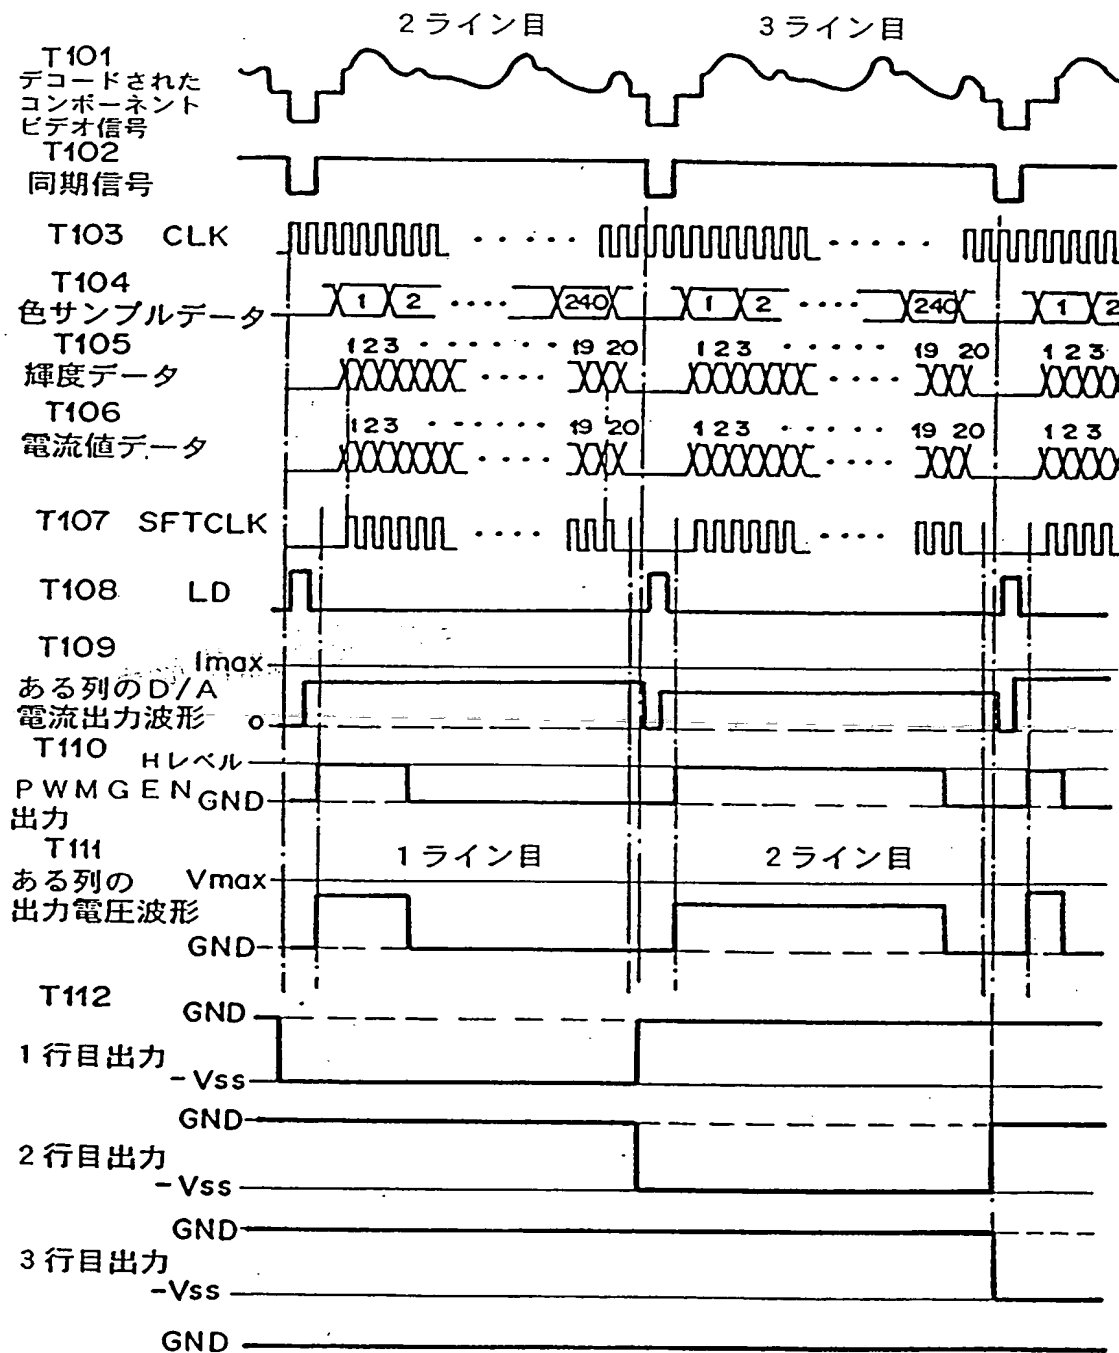 2ライン目 3ライン目
T101
デコードされた
コンポーネント
ビデオ信号
T102
同期信号
T103 CLK
T104
色サンプルデータ
1 2 240 1 2 240 1 2
T105
輝度データ
1 2 3 19 20 1 2 3 19 20 1 2 3
T106
電流値データ
1 2 3 19 20 1 2 3 19 20 1 2 3
T107 SFTCLK
T108 LD
T109 Imax
ある列のD/A
電流出力波形 0
T110 Hレベル
PWMGEN GND
出力
T111 1ライン目 2ライン目
ある列の Vmax
出力電圧波形
GND
T112
GND
1行目出力
-Vss
GND
2行目出力
-Vss
GND
3行目出力
-Vss
GND